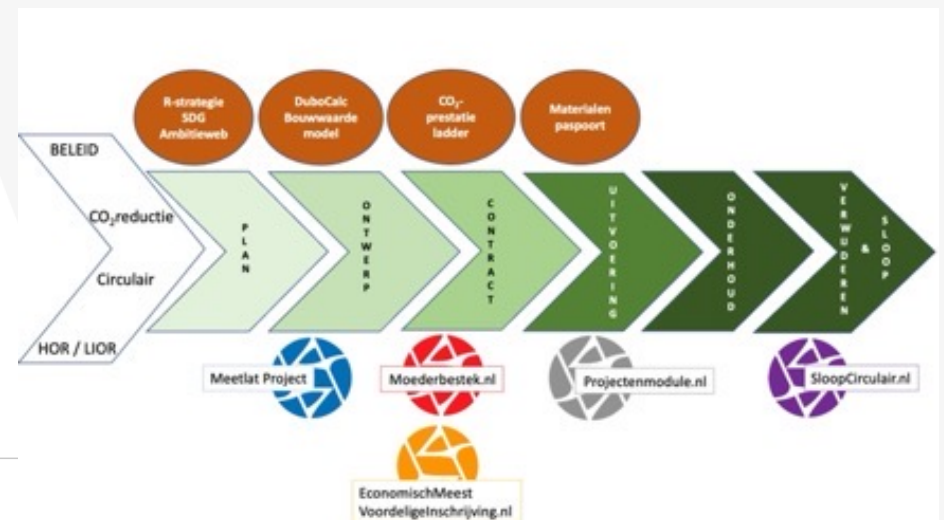 R-strategie
SDG
Ambitieweb
DuboCalc
Bouwwaarde
model
CO₂-
prestatie
ladder
Materialen
paspoort
BELEID
CO₂reductie
Circulair
HOR / LIOR
PLAN
ONTWERP
CONTRACT
UITVOERING
ONDERHOUD
VERWIJDEREN
&
SLOOP
Meetlat Project
Moederbestek.nl
Projectenmodule.nl
SloopCirculair.nl
EconomischMeest
VoordeligeInschrijving.nl